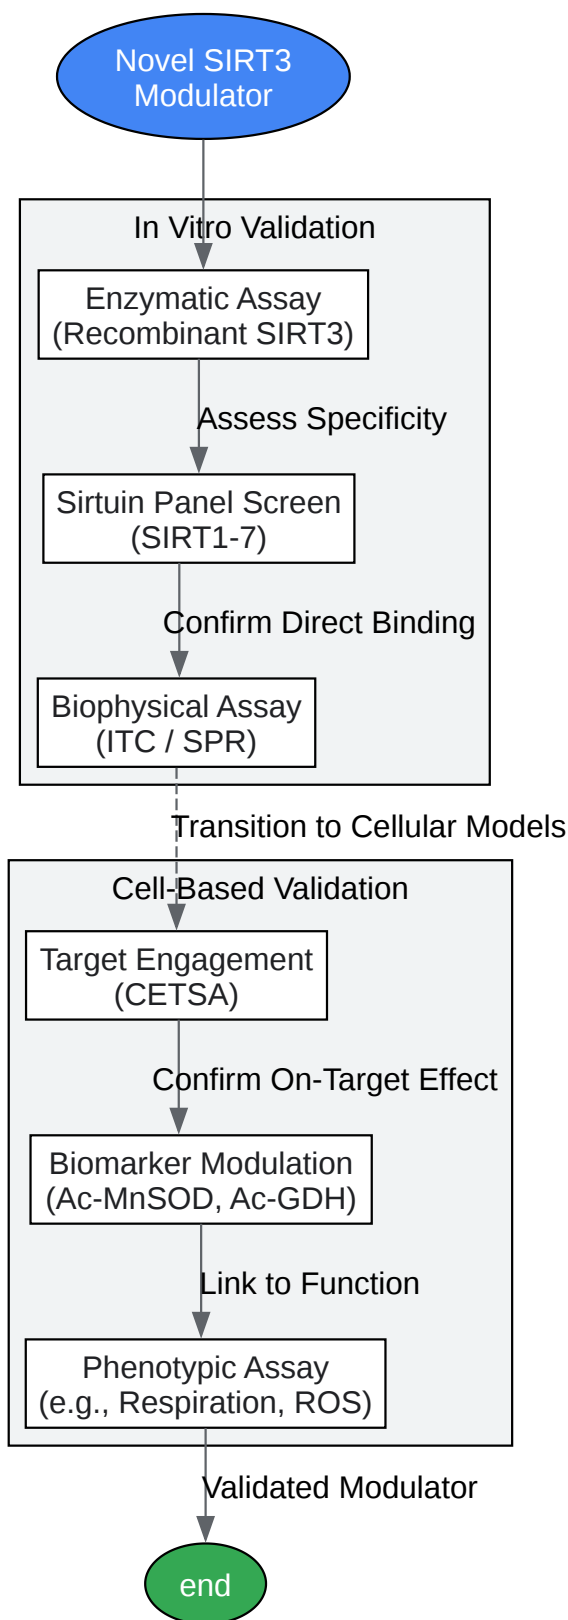 Novel SIRT3
Modulator
In Vitro Validation
Enzymatic Assay
(Recombinant SIRT3)
Assess Specificity
Sirtuin Panel Screen
(SIRT1-7)
Confirm Direct Binding
Biophysical Assay
(ITC / SPR)
Transition to Cellular Models
Cell-Based Validation
Target Engagement
(CETSA)
Confirm On-Target Effect
Biomarker Modulation
(Ac-MnSOD, Ac-GDH)
Link to Function
Phenotypic Assay
(e.g., Respiration, ROS)
Validated Modulator
end